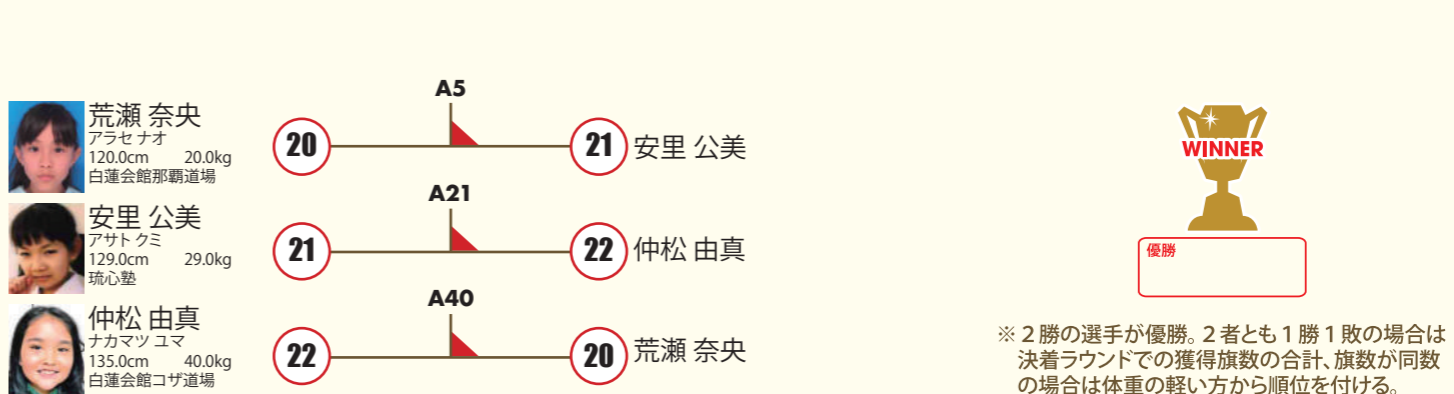 荒瀬 奈央
アラセ ナオ
120.0cm 20.0kg
白蓮会館那覇道場
A5
20
21 安里 公美
安里 公美
アサト クミ
129.0cm 29.0kg
琉心塾
A21
21
22 仲松 由真
仲松 由真
ナカマツ ユマ
135.0cm 40.0kg
白蓮会館コザ道場
A40
22
20 荒瀬 奈央
WINNER
優勝
※２勝の選手が優勝。２者とも１勝１敗の場合は
決着ラウンドでの獲得旗数の合計、旗数が同数
の場合は体重の軽い方から順位を付ける。